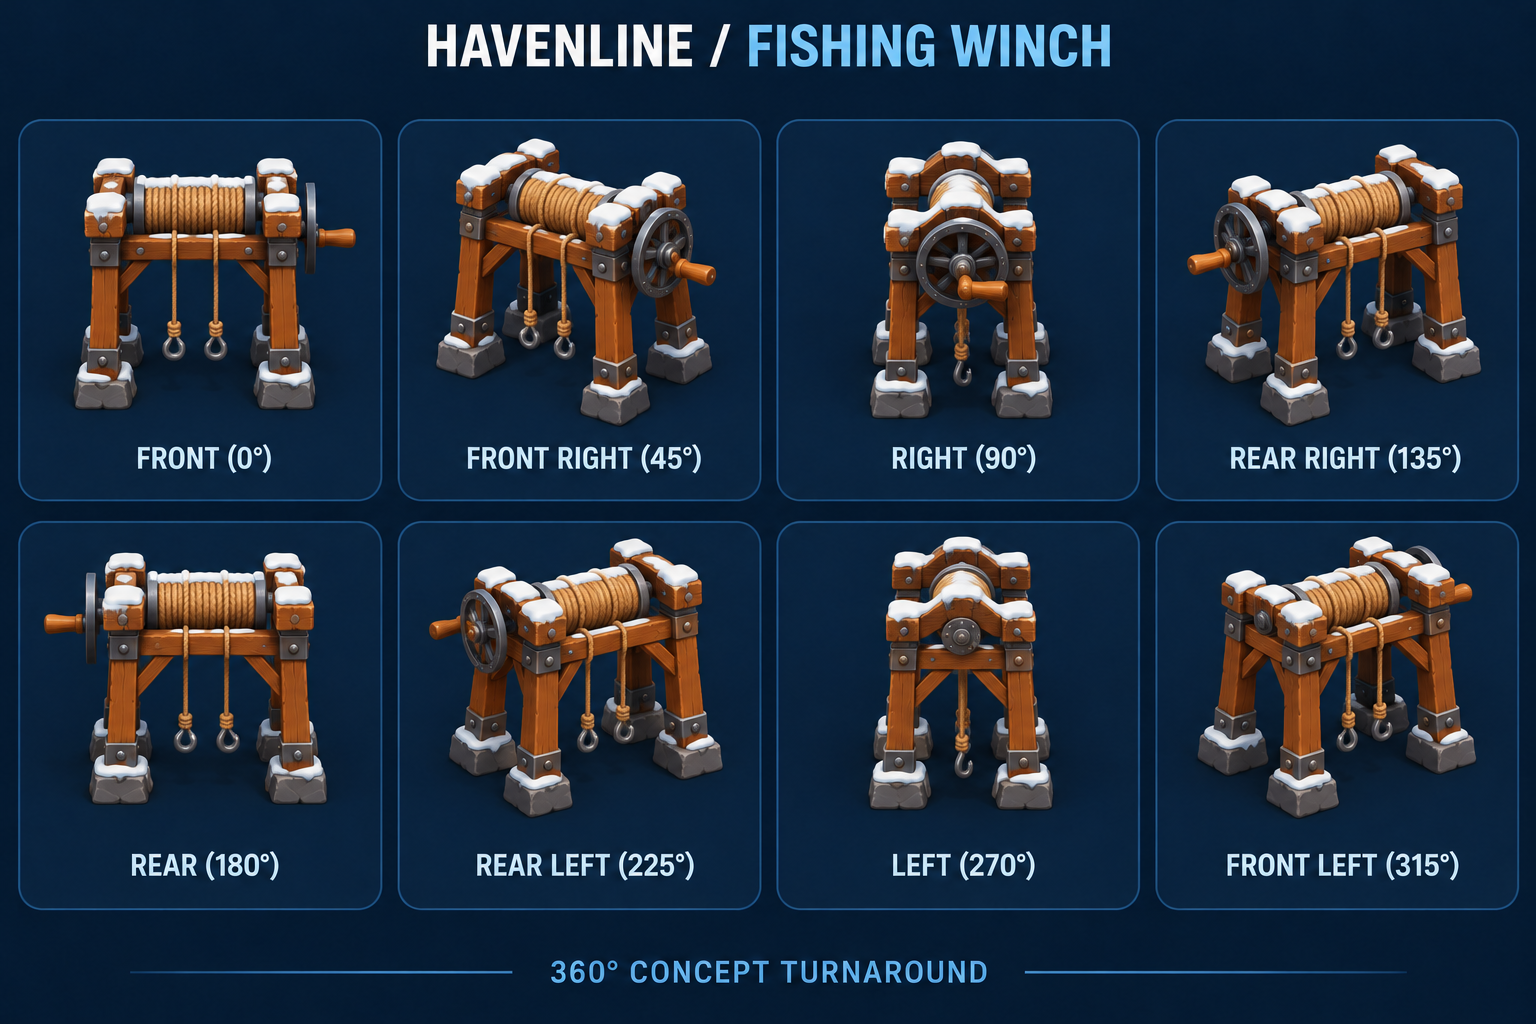 HAVENLINE / FISHING WINCH
FRONT (0°)
FRONT RIGHT (45°)
RIGHT (90°)
REAR RIGHT (135°)
REAR (180°)
REAR LEFT (225°)
LEFT (270°)
FRONT LEFT (315°)
360° CONCEPT TURNAROUND